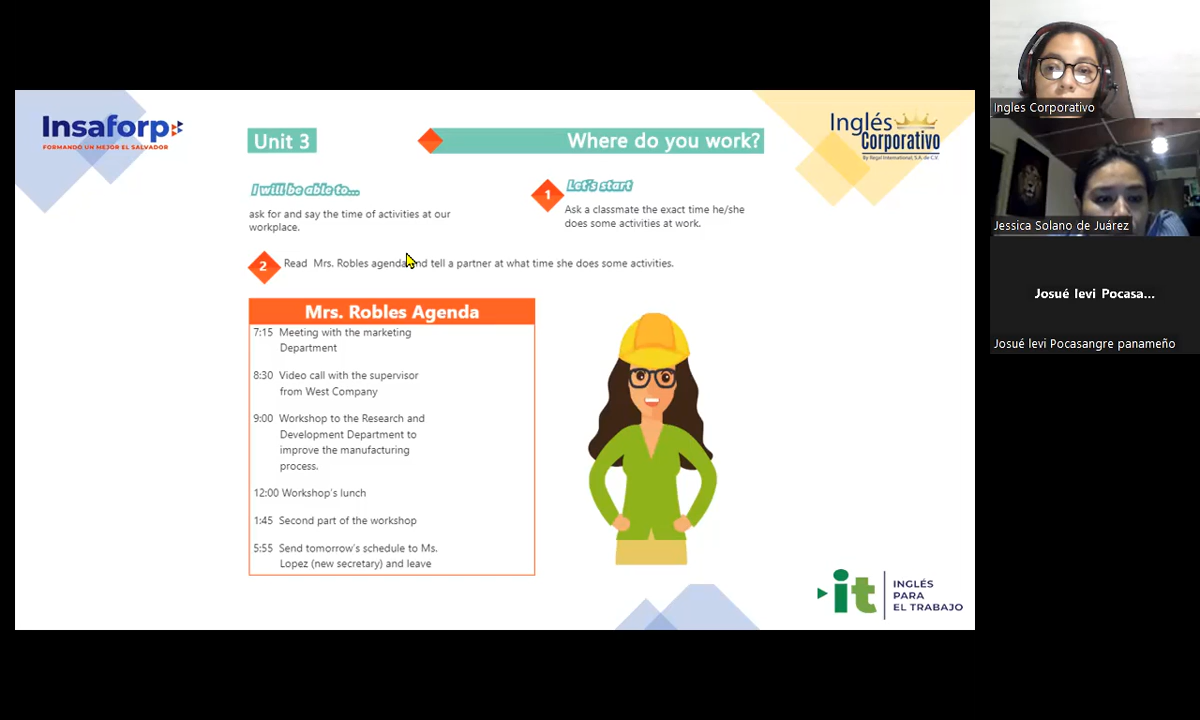 Insaforp
FORMANDO UN MEJOR EL SALVADOR
Unit 3
Where do you work?
Inglés
Corporativo
By Regal International, S.A. de C.V.
I will be able to...
ask for and say the time of activities at our
workplace.
1
Let's start
Ask a classmate the exact time he/she
does some activities at work.
2
Read Mrs. Robles agenda and tell a partner at what time she does some activities.
Mrs. Robles Agenda
7:15 Meeting with the marketing
Department
8:30 Video call with the supervisor
from West Company
9:00 Workshop to the Research and
Development Department to
improve the manufacturing
process.
12:00 Workshop's lunch
1:45 Second part of the workshop
5:55 Send tomorrow's schedule to Ms.
Lopez (new secretary) and leave
it
INGLÉS
PARA
EL TRABAJO
Ingles Corporativo
Jessica Solano de Juárez
Josué levi Pocasa...
Josué levi Pocasangre panameño